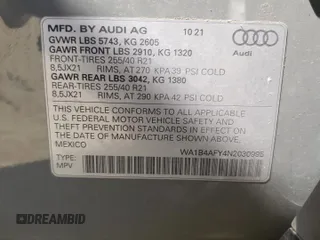 MFD. BY AUDI AG 10 21
GVWR LBS 5743, KG 2605
GAWR FRONT LBS 2910, KG 1320
FRONT-TIRES 255/40 R21
8,5JX21 RIMS, AT 270 KPA 39 PSI COLD
GAWR REAR LBS 3042, KG 1380
REAR-TIRES 255/40 R21
8,5JX21 RIMS, AT 290 KPA 42 PSI COLD
Audi
THIS VEHICLE CONFORMS TO ALL APPLICABLE
FEDERAL MOTOR VEHICLE SAFETY AND
THEFT PREVENTION STANDARDS IN EFFECT ON THE
DATE OF MANUFACTURE SHOWN ABOVE.
MEXICO
TYPE:
MPV
DREAMBID